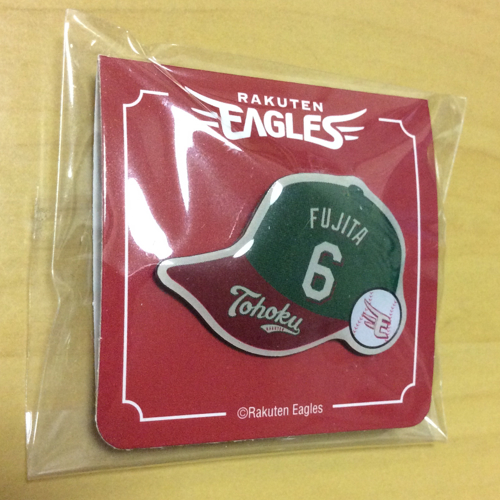 RAKUTEN
EAGLES
FUJITA
6
Tohoku
©Rakuten Eagles